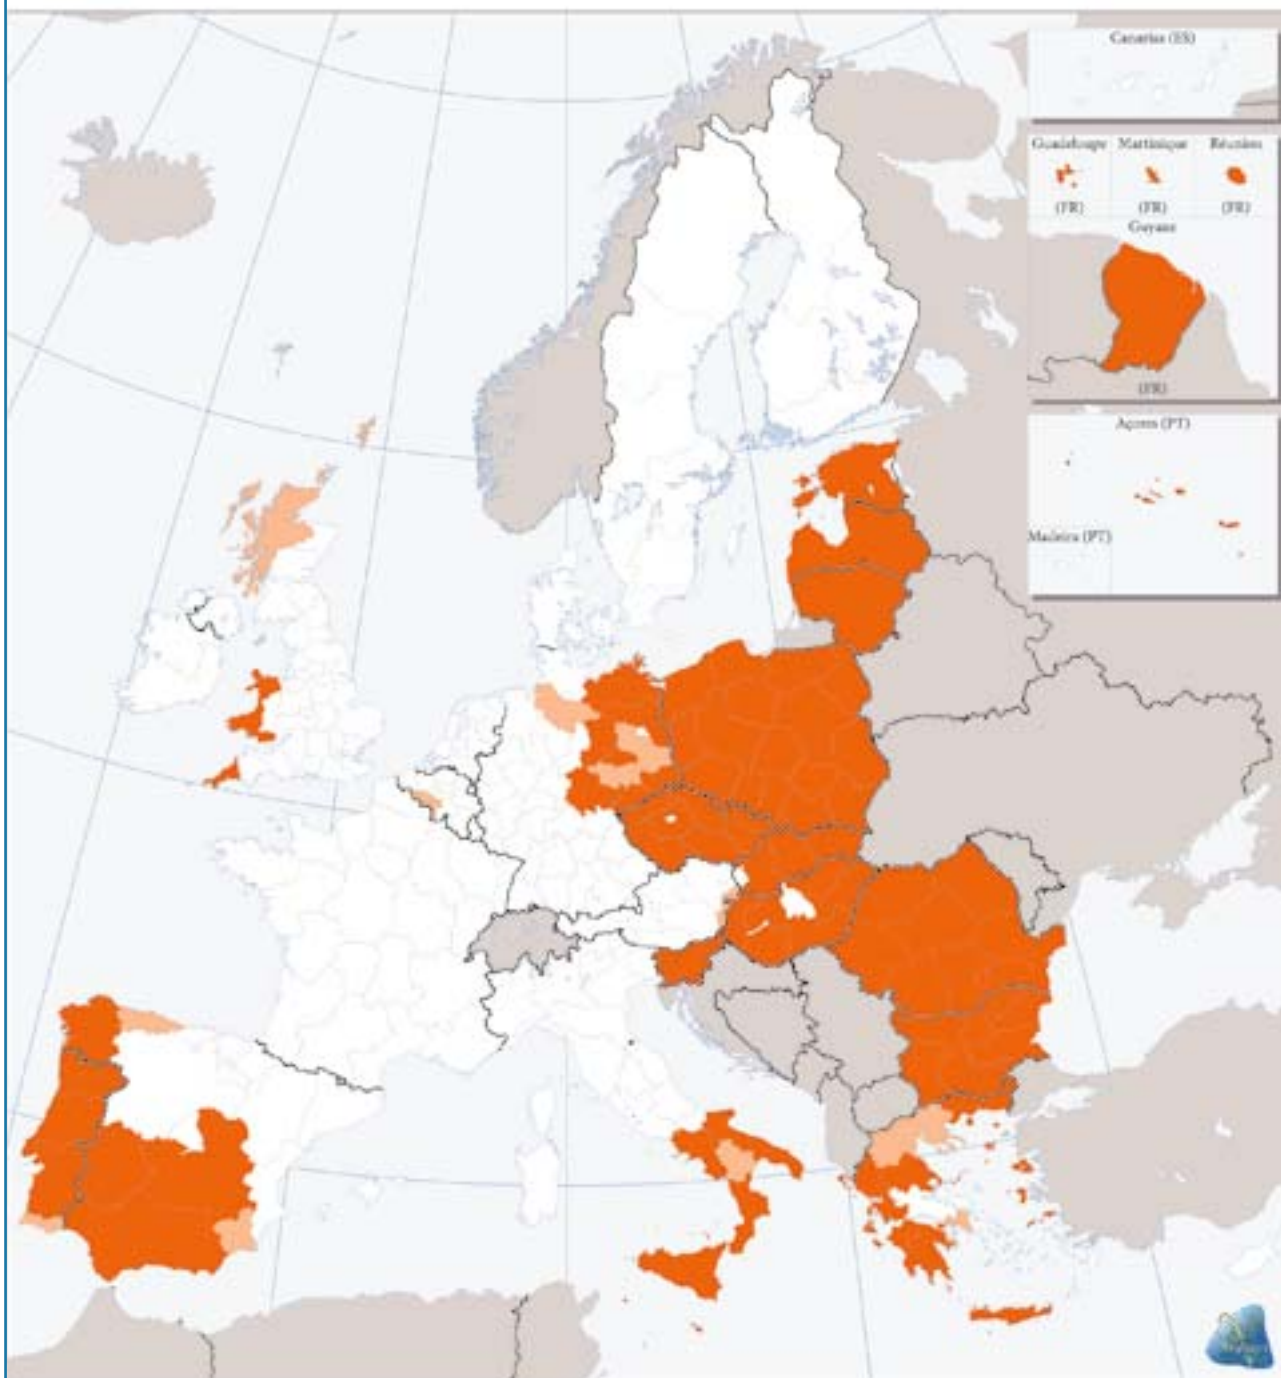 Canarias (ES)
Guadeloupe Martinique Réunion
(FR) (FR) (FR)
Guyane
(FR)
Açores (PT)
Madeira (PT)